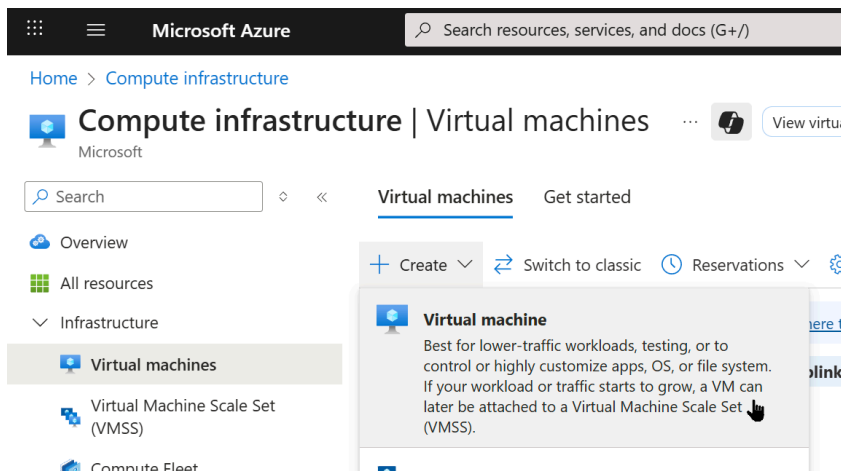 Microsoft Azure
Search resources, services, and docs (G+/)
Home > Compute infrastructure
Compute infrastructure | Virtual machines
...
View
Microsoft
Search
Virtual machines
Get started
Overview
Create
Switch to classic
Reservations
All resources
Virtual machine
Infrastructure
Best for lower-traffic workloads, testing, or to
control or highly customize apps, OS, or file system.
Virtual machines
If your workload or traffic starts to grow, a VM can
later be attached to a Virtual Machine Scale Set
(VMSS).
Virtual Machine Scale Set
(VMSS)
Compute Fleet